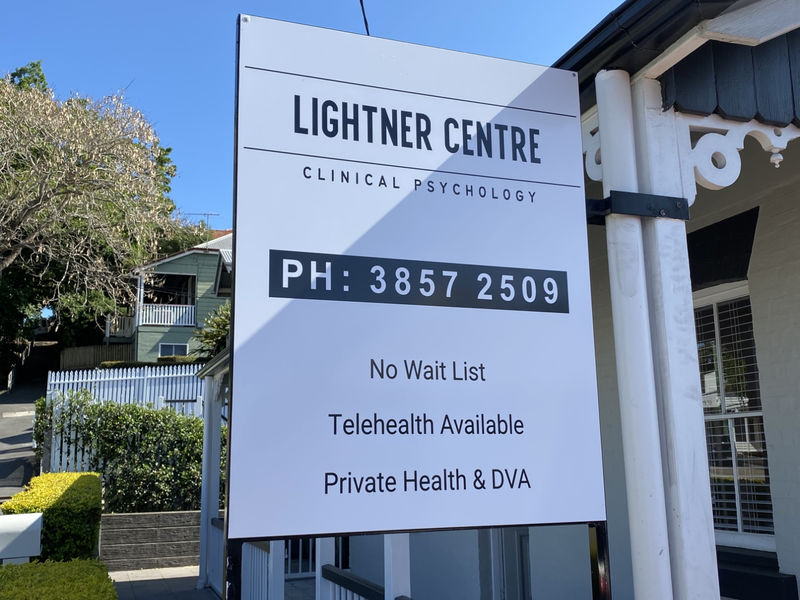 LIGHTNER CENTRE
CLINICAL PSYCHOLOGY
PH: 3857 2509
No Wait List
Telehealth Available
Private Health & DVA